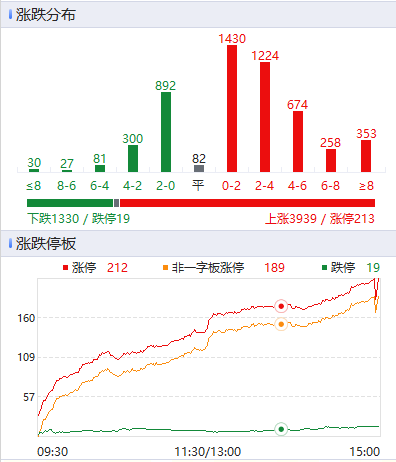 涨跌分布
30 27 81 300 892 82 1430 1224 674 258 353
≤8 8-6 6-4 4-2 2-0 平 0-2 2-4 4-6 6-8 ≥8
下跌1330 / 跌停19 上涨3939 / 涨停213
涨跌停板
涨停 212 非一字板涨停 189 跌停 19
160
109
57
09:30 11:30/13:00 15:00